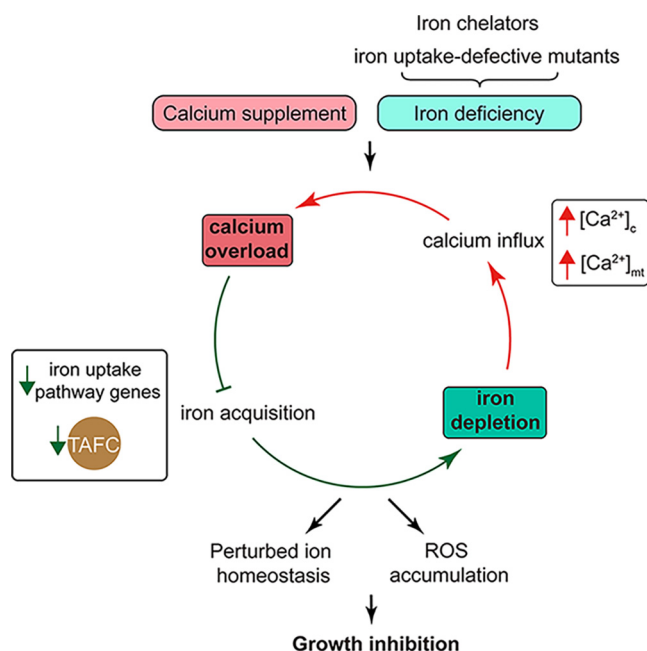 Iron chelators
iron uptake-defective mutants
Calcium supplement
Iron deficiency
calcium
overload
calcium influx
[Ca²⁺]c
[Ca²⁺]mt
iron uptake
pathway genes
TAFC
iron acquisition
iron
depletion
Perturbed ion
homeostasis
ROS
accumulation
Growth inhibition